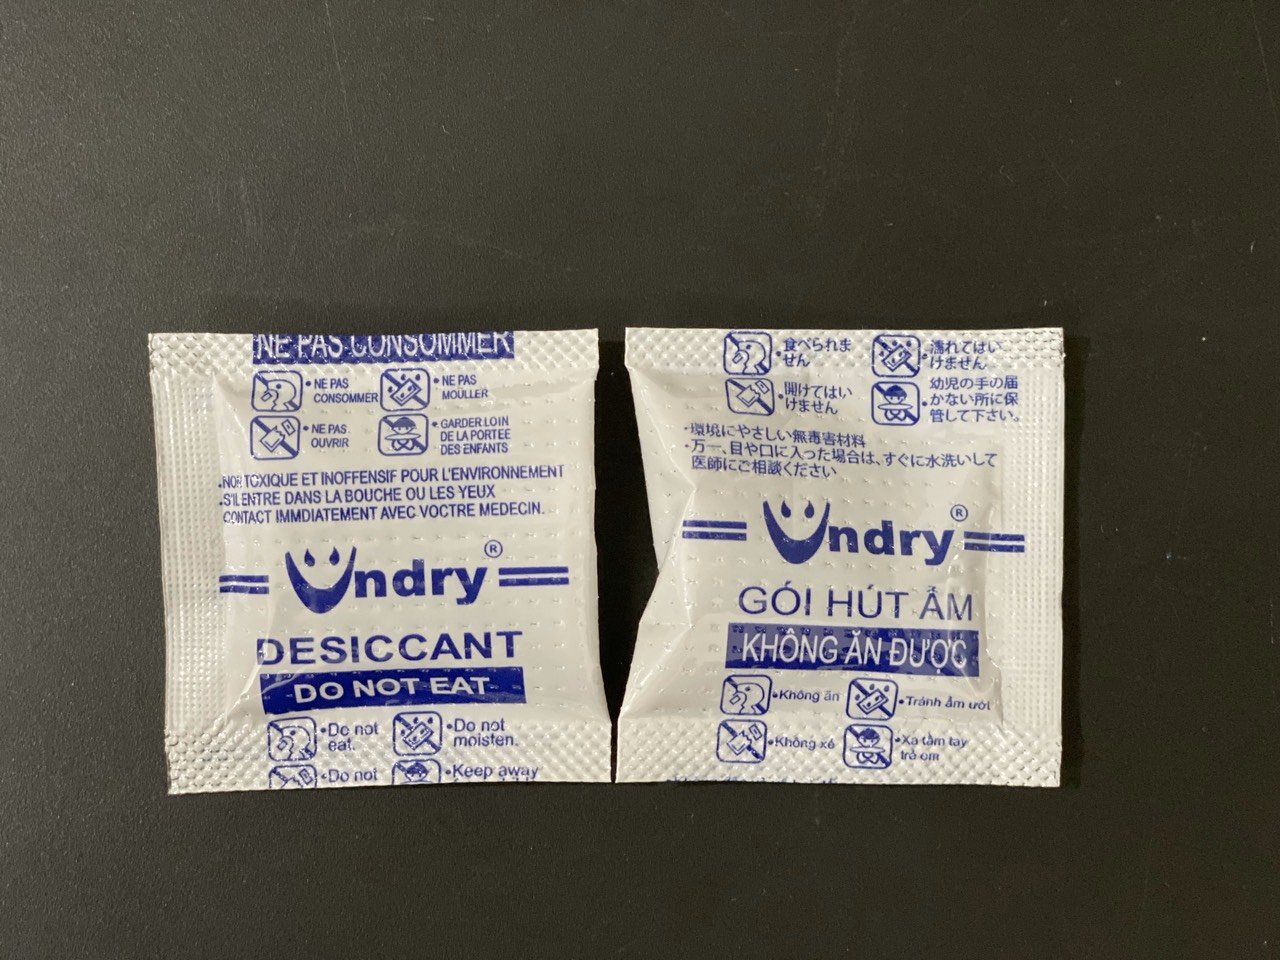 NE PAS CONSOMMER
• NE PAS
CONSOMMER
• NE PAS
MOÜLLER
• NE PAS
OUVRIR
• GARDER LOIN
DE LA PORTEE
DES ENFANTS
.NON TOXIQUE ET INOFFENSIF POUR L'ENVIRONNEMENT
.S'IL ENTRE DANS LA BOUCHE OU LES YEUX
CONTACT IMMDIATEMENT AVEC VOCTRE MEDECIN.
Undry®
DESICCANT
DO NOT EAT
•Do not
eat.
•Do not
moisten.
•Do not
•Keep away
•食べられま
せん
•濡れてはい
けません
•開けてはい
けません
•幼児の手の届
かない所に保
管して下さい。
・環境にやさしい無毒害材料
・万一、目や口に入った場合は、すぐに水洗いして
医師にご相談ください
Undry®
GÓI HÚT ẨM
KHÔNG ĂN ĐƯỢC
•Không ăn
•Tránh ẩm ướt
•Không xé
•Xa tầm tay
trẻ em